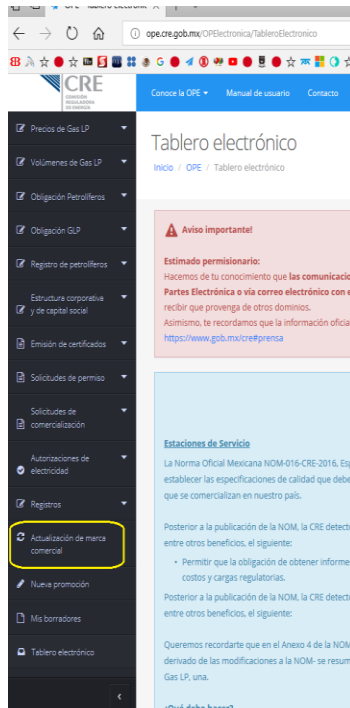 ope.cre.gob.mx/OPElectronica/TableroElectronico
CRE
COMISIÓN
REGULADORA
DE ENERGÍA
Conoce la OPE
Manual de usuario
Contacto
Precios de Gas LP
Volúmenes de Gas LP
Obligación Petrolíferos
Obligación GLP
Registro de petrolíferos
Estructura corporativa
y de capital social
Emisión de certificados
Solicitudes de permiso
Solicitudes de
comercialización
Autorizaciones de
electricidad
Registros
Actualización de marca
comercial
Nueva promoción
Mis borradores
Tablero electrónico
Tablero electrónico
Inicio / OPE / Tablero electrónico
Aviso importante!
Estimado permisionario:
Hacemos de tu conocimiento que las comunicacio
Partes Electrónica o vía correo electrónico con e
recibir que provenga de otros dominios.
Asimismo, te recordamos que la información oficia
https://www.gob.mx/cre#prensa
Estaciones de Servicio
La Norma Oficial Mexicana NOM-016-CRE-2016, Esp
establecer las especificaciones de calidad que debe
que se comercializan en nuestro país.
Posterior a la publicación de la NOM, la CRE detect
entre otros beneficios, el siguiente:
• Permitir que la obligación de obtener informe
costos y cargas regulatorias.
Posterior a la publicación de la NOM, la CRE detect
entre otros beneficios, el siguiente:
Queremos recordarte que en el Anexo 4 de la NOM
derivado de las modificaciones a la NOM- se resum
Gas LP, una.
¿Qué debo hacer?